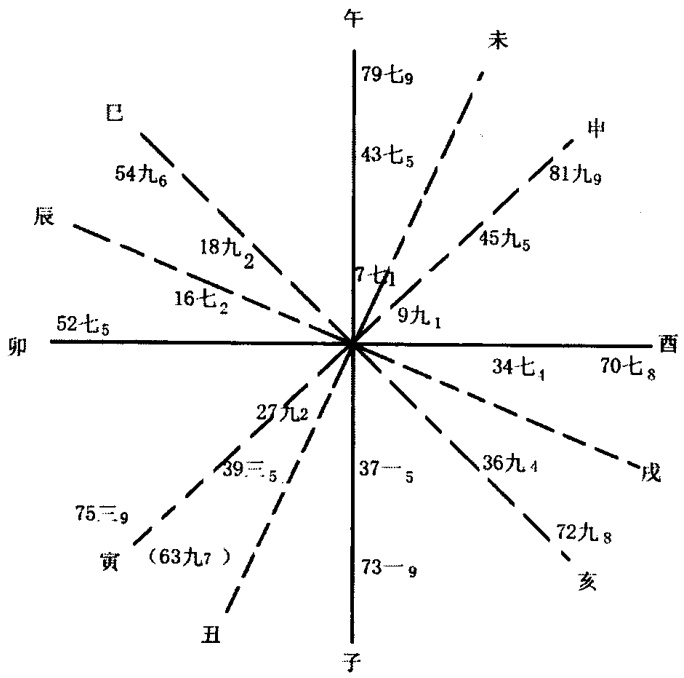 午
未
79七₉
巳
申
43七₅
54九₆
81九₉
辰
45九₅
18九₂
7七₁
16七₂
9九₁
52七₅
卯
酉
34七₄
70七₈
27九₂
39三₅
37一₅
36九₄
戌
75三₉
72九₈
寅
(63九₇)
73一₉
亥
丑
子